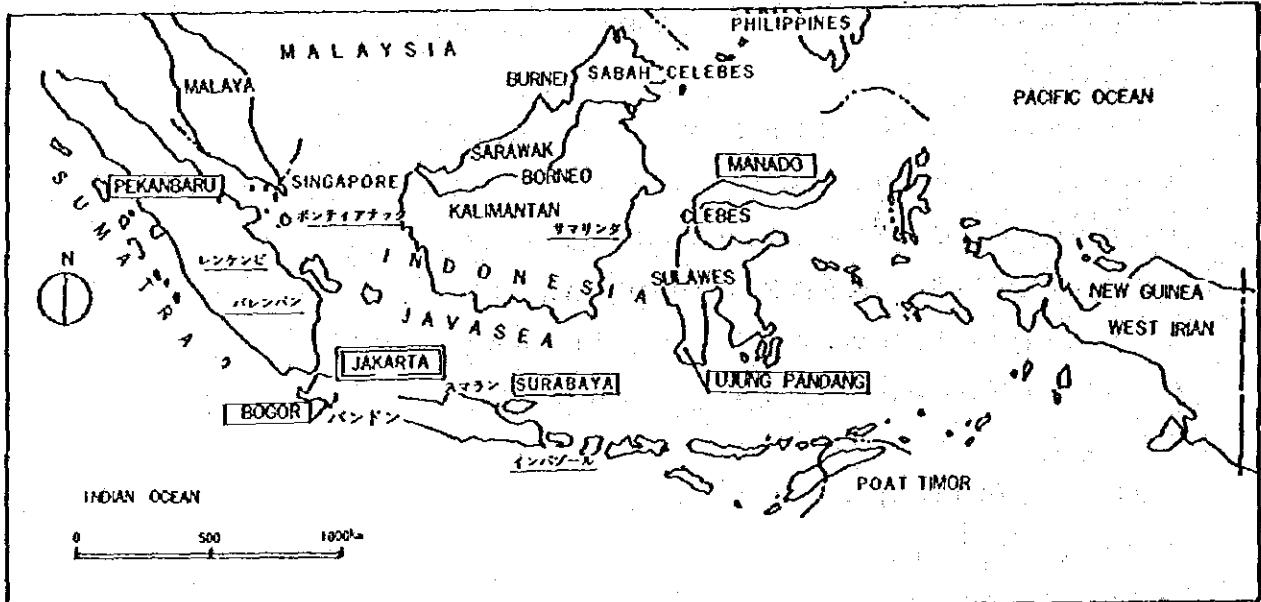 PHILIPPINES
MALAYSIA
BURNEI
SABAH CELEBES
MALAYA
PACIFIC OCEAN
SARAWAK
MANADO
BORNEO
PEKANBARU
SINGAPORE
KALIMANTAN
CLEBES
ポンティアナック
サマリンダ
SUMATRA
N
レンケンピ
INDONESIA
SULAWES
NEW GUINEA
パレンバン
JAVASEA
WEST IRIAN
JAKARTA
スマラン
SURABAYA
UJUNG PANDANG
BOGOR
バンドン
インパゾール
POAT TIMOR
INDIAN OCEAN
0 500 1000km